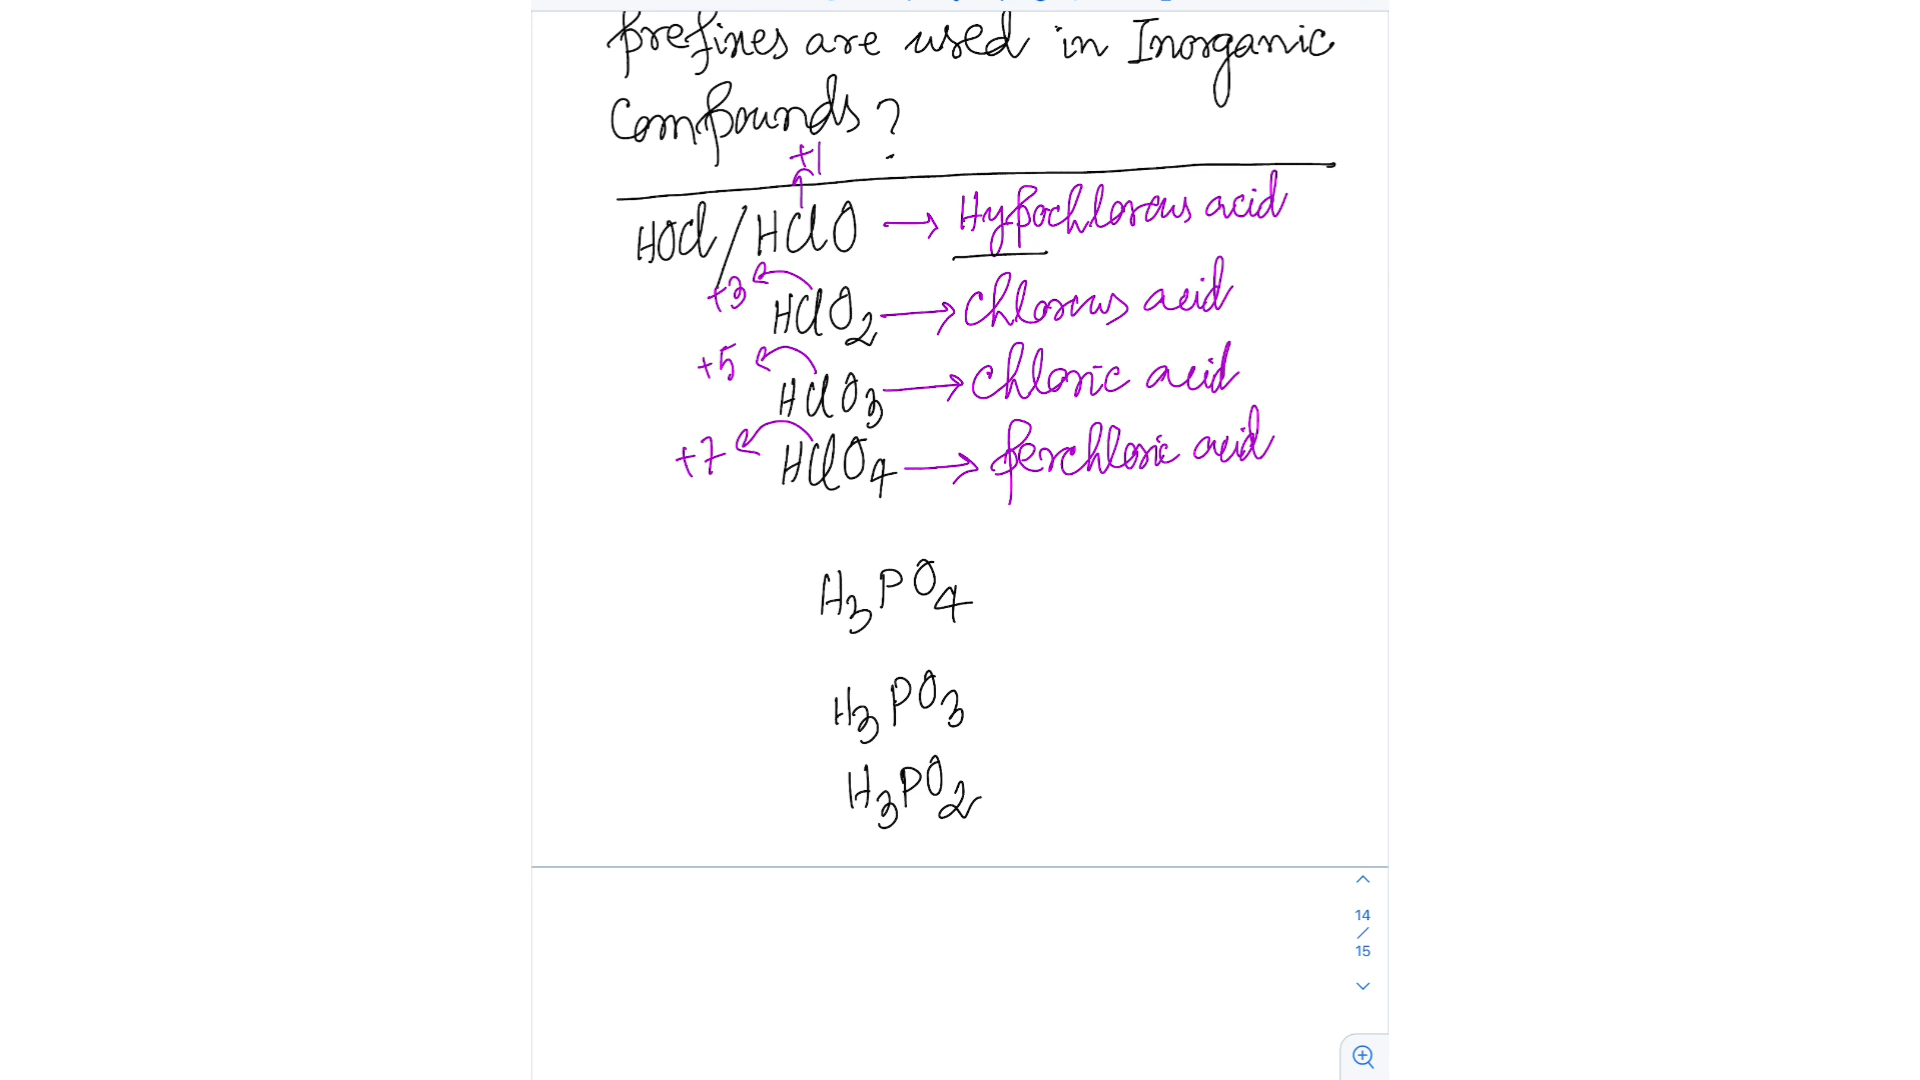 prefixes are used in Inorganic
Compounds?
+1
HOCl/HClO → Hypochlorous acid
+3 HClO2 → Chlorous acid
+5 HClO3 → Chloric acid
+7 HClO4 → perchloric acid
H3PO4
H3PO3
H3PO2
14
/
15